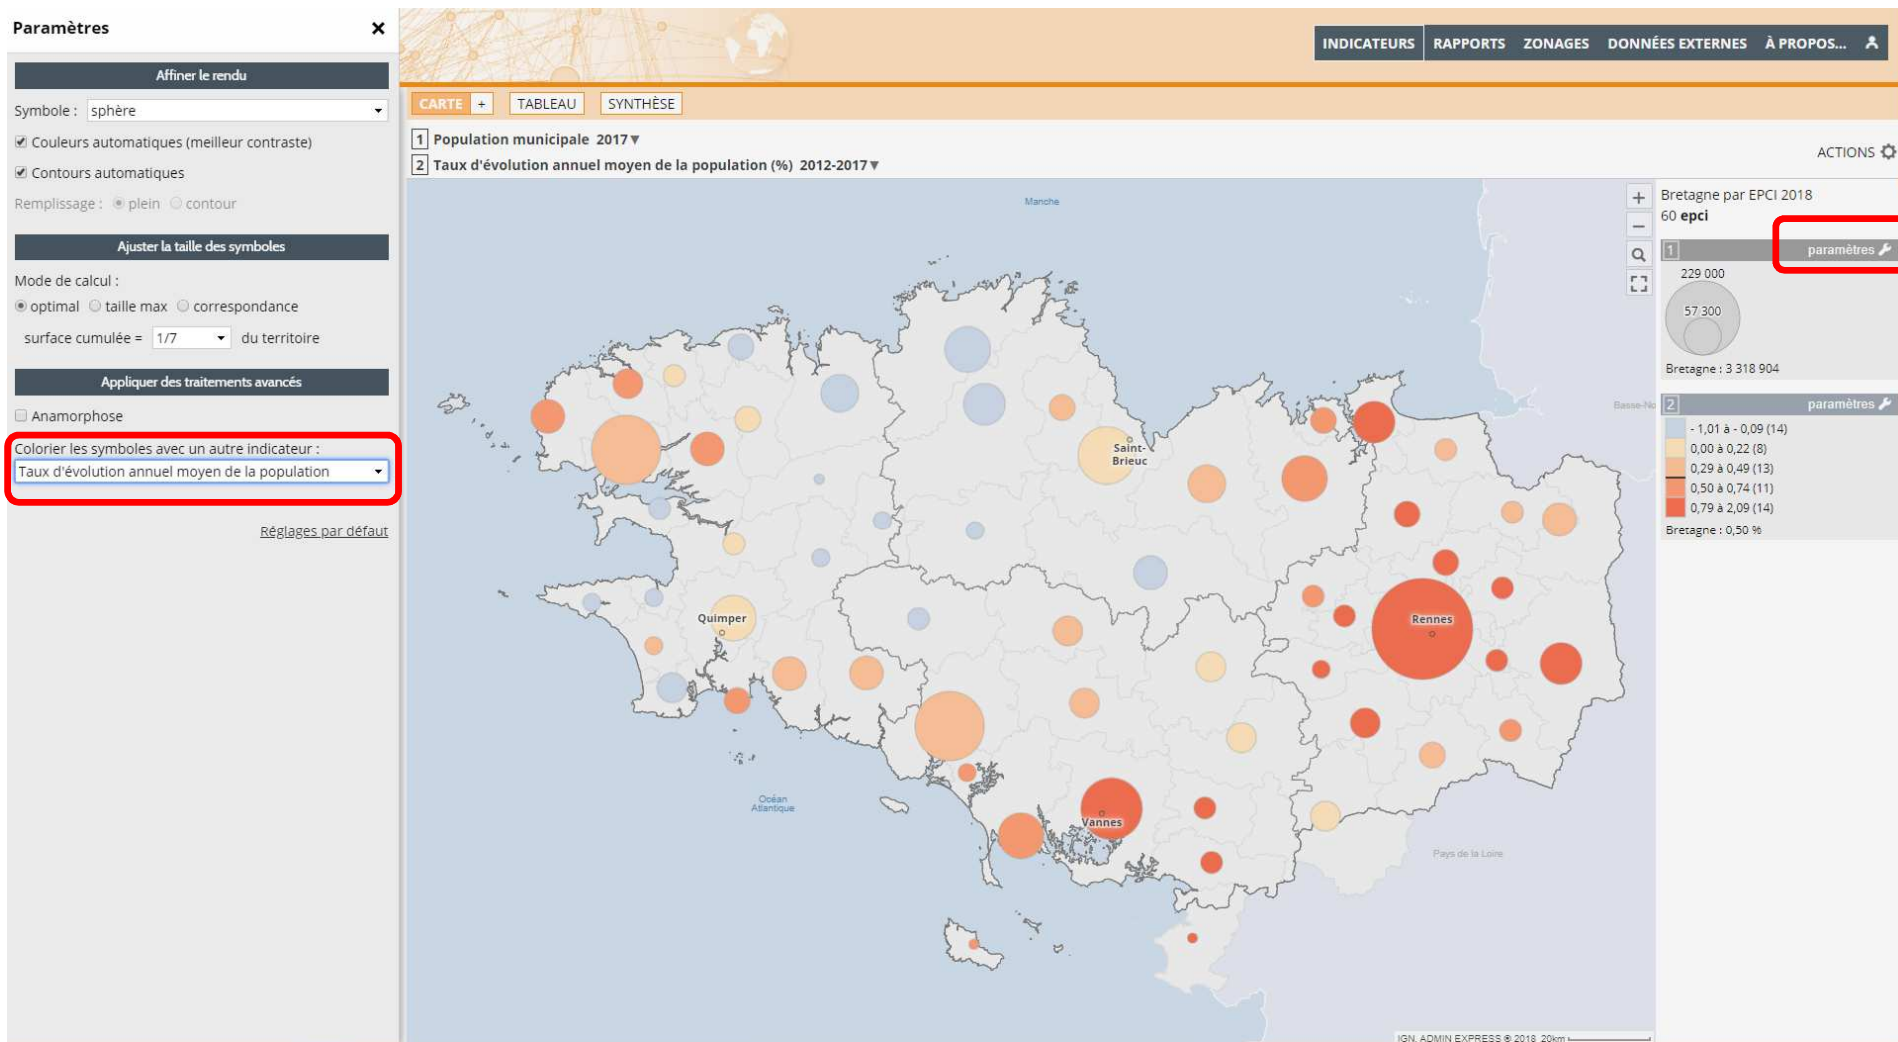 Paramètres ×
Affiner le rendu
Symbole : sphère
Couleurs automatiques (meilleur contraste)
Contours automatiques
Remplissage : plein contour
Ajuster la taille des symboles
Mode de calcul :
optimal taille max correspondance
surface cumulée = 1/7 du territoire
Appliquer des traitements avancés
Anamorphose
Colorier les symboles avec un autre indicateur :
Taux d'évolution annuel moyen de la population
Réglages par défaut
INDICATEURS RAPPORTS ZONAGES DONNÉES EXTERNES À PROPOS...
CARTE + TABLEAU SYNTHÈSE
1 Population municipale 2017▼
2 Taux d'évolution annuel moyen de la population (%) 2012-2017▼
ACTIONS
Manche
Saint-
Brieuc
Quimper
Rennes
Vannes
Océan
Atlantique
Basse-No
Pays de la Loire
+
−
Bretagne par EPCI 2018
60 epci
1 paramètres
229 000
57 300
Bretagne : 3 318 904
2 paramètres
- 1,01 à - 0,09 (14)
0,00 à 0,22 (8)
0,29 à 0,49 (13)
0,50 à 0,74 (11)
0,79 à 2,09 (14)
Bretagne : 0,50 %
IGN, ADMIN EXPRESS ® 2018 20km